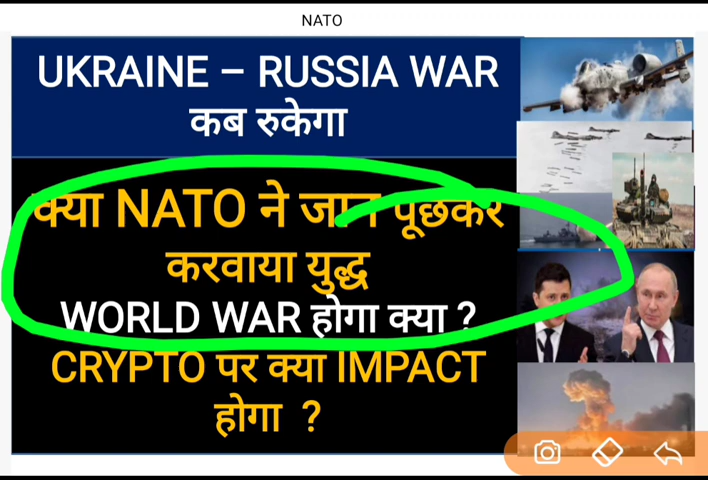 NATO
UKRAINE – RUSSIA WAR
कब रुकेगा
क्या NATO ने जान पूछकर
करवाया युद्ध
WORLD WAR होगा क्या ?
CRYPTO पर क्या IMPACT
होगा ?